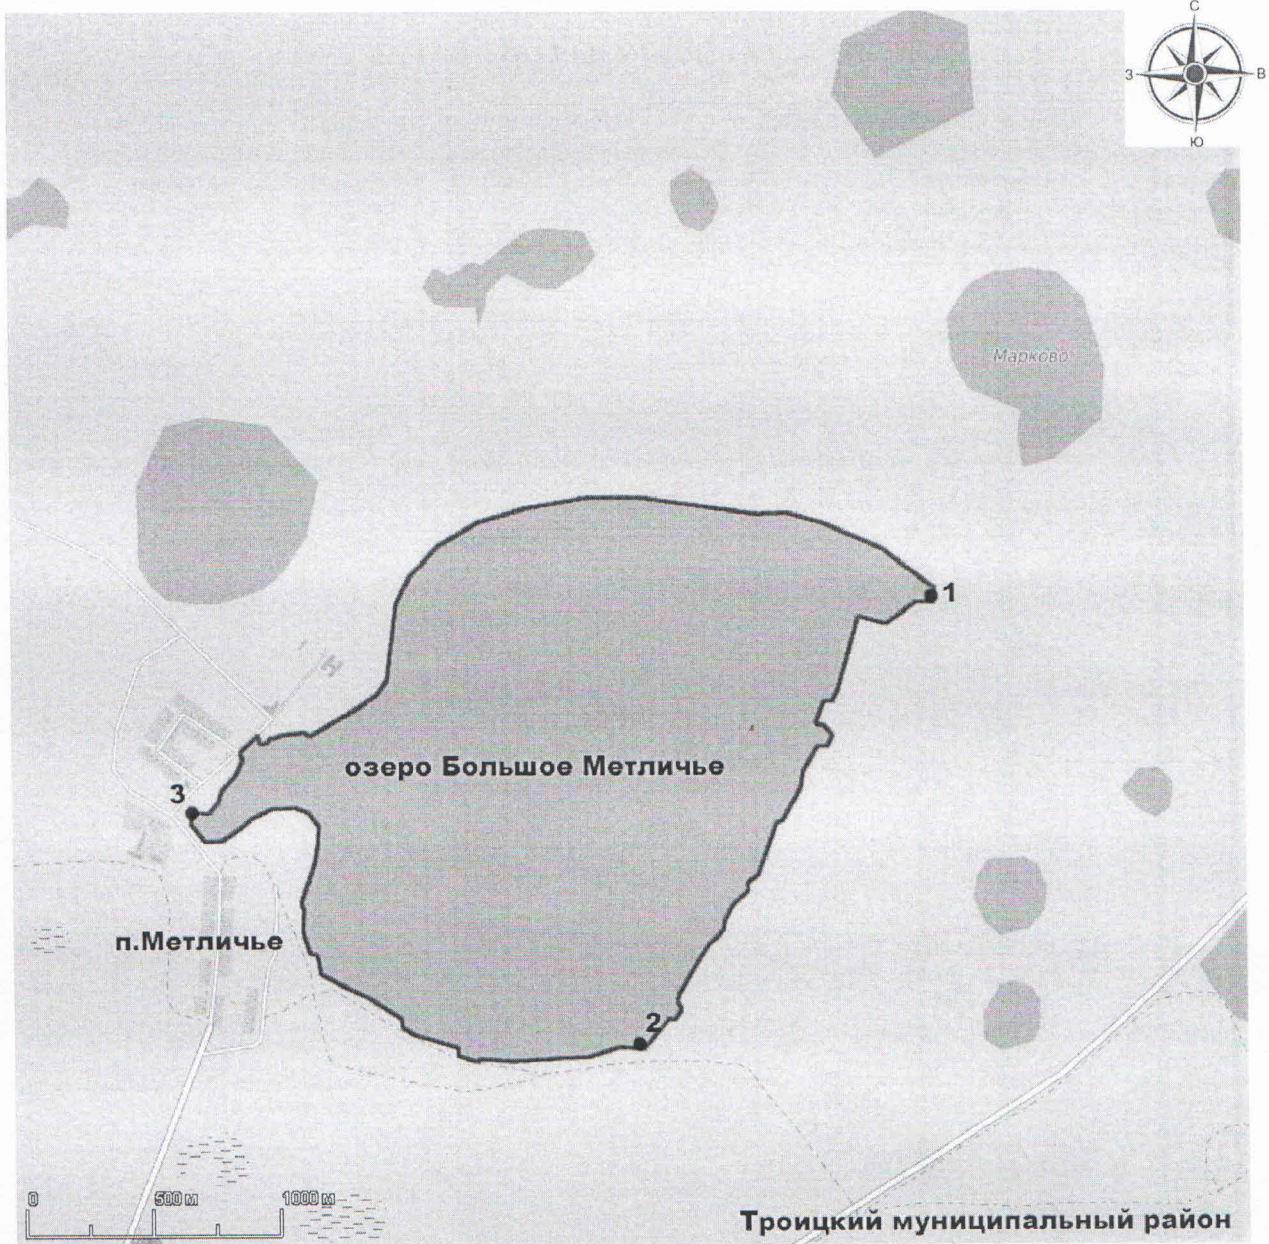 С
З В
Ю
Марково
1
озеро Большое Метличье
3
п.Метличье
2
0 500 м 1000 м
Троицкий муниципальный район